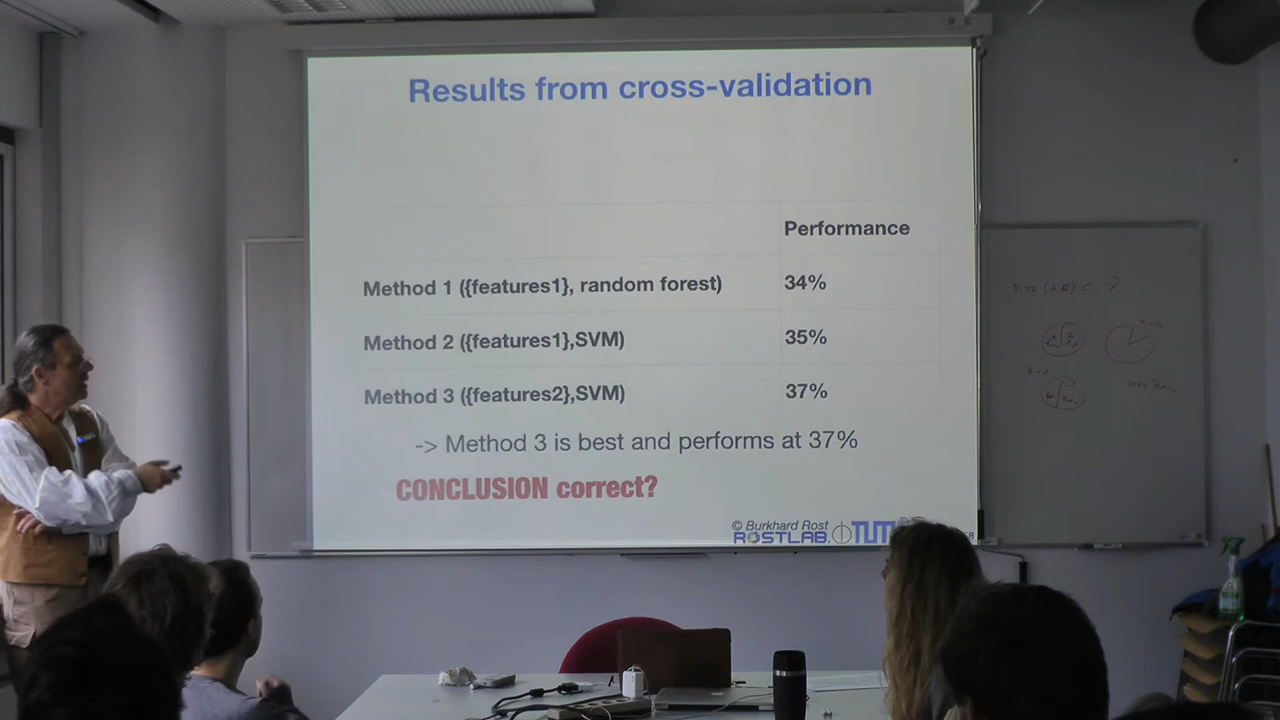 Results from cross-validation
Performance
Method 1 ({features1}, random forest) 34%
Method 2 ({features1},SVM) 35%
Method 3 ({features2},SVM) 37%
-> Method 3 is best and performs at 37%
CONCLUSION correct?
© Burkhard Rost
ROSTLAB. TUM